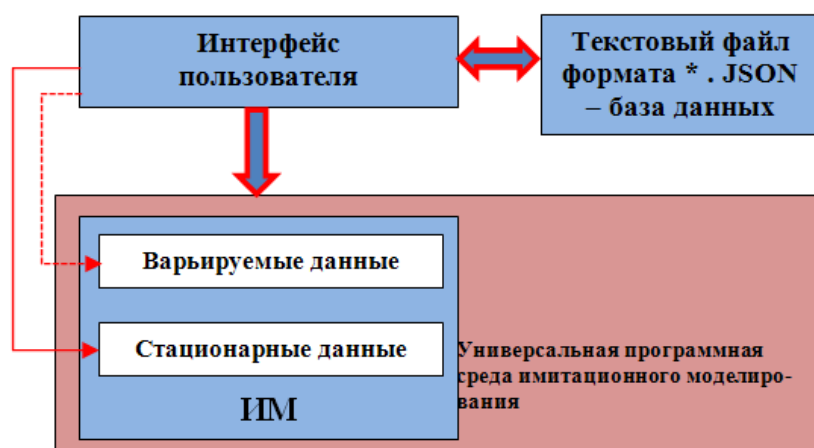 Интерфейс
пользователя
Текстовый файл
формата * . JSON
– база данных
Варьируемые данные
Стационарные данные
ИМ
Универсальная программная
среда имитационного моделиро-
вания